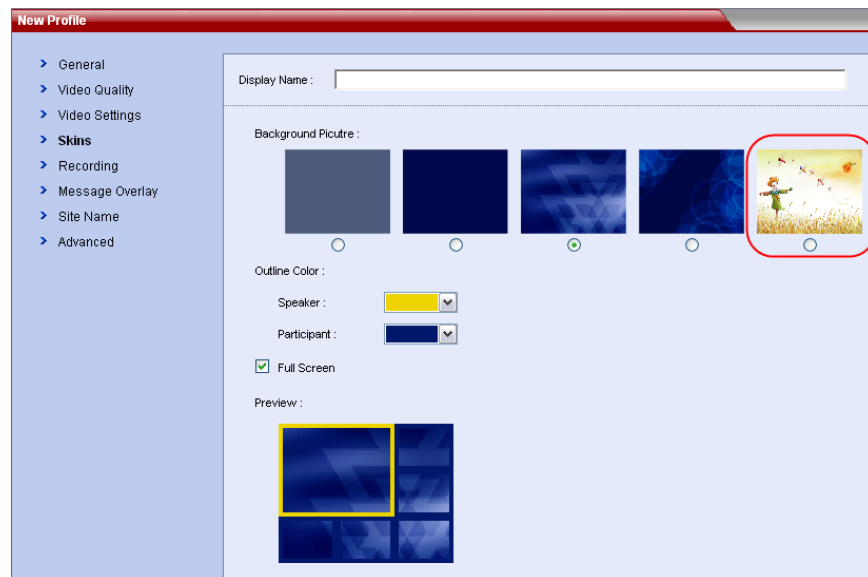 New Profile
General
Video Quality
Video Settings
Skins
Recording
Message Overlay
Site Name
Advanced
Display Name :
Background Picutre :
Outline Color :
Speaker :
Participant :
Full Screen
Preview :